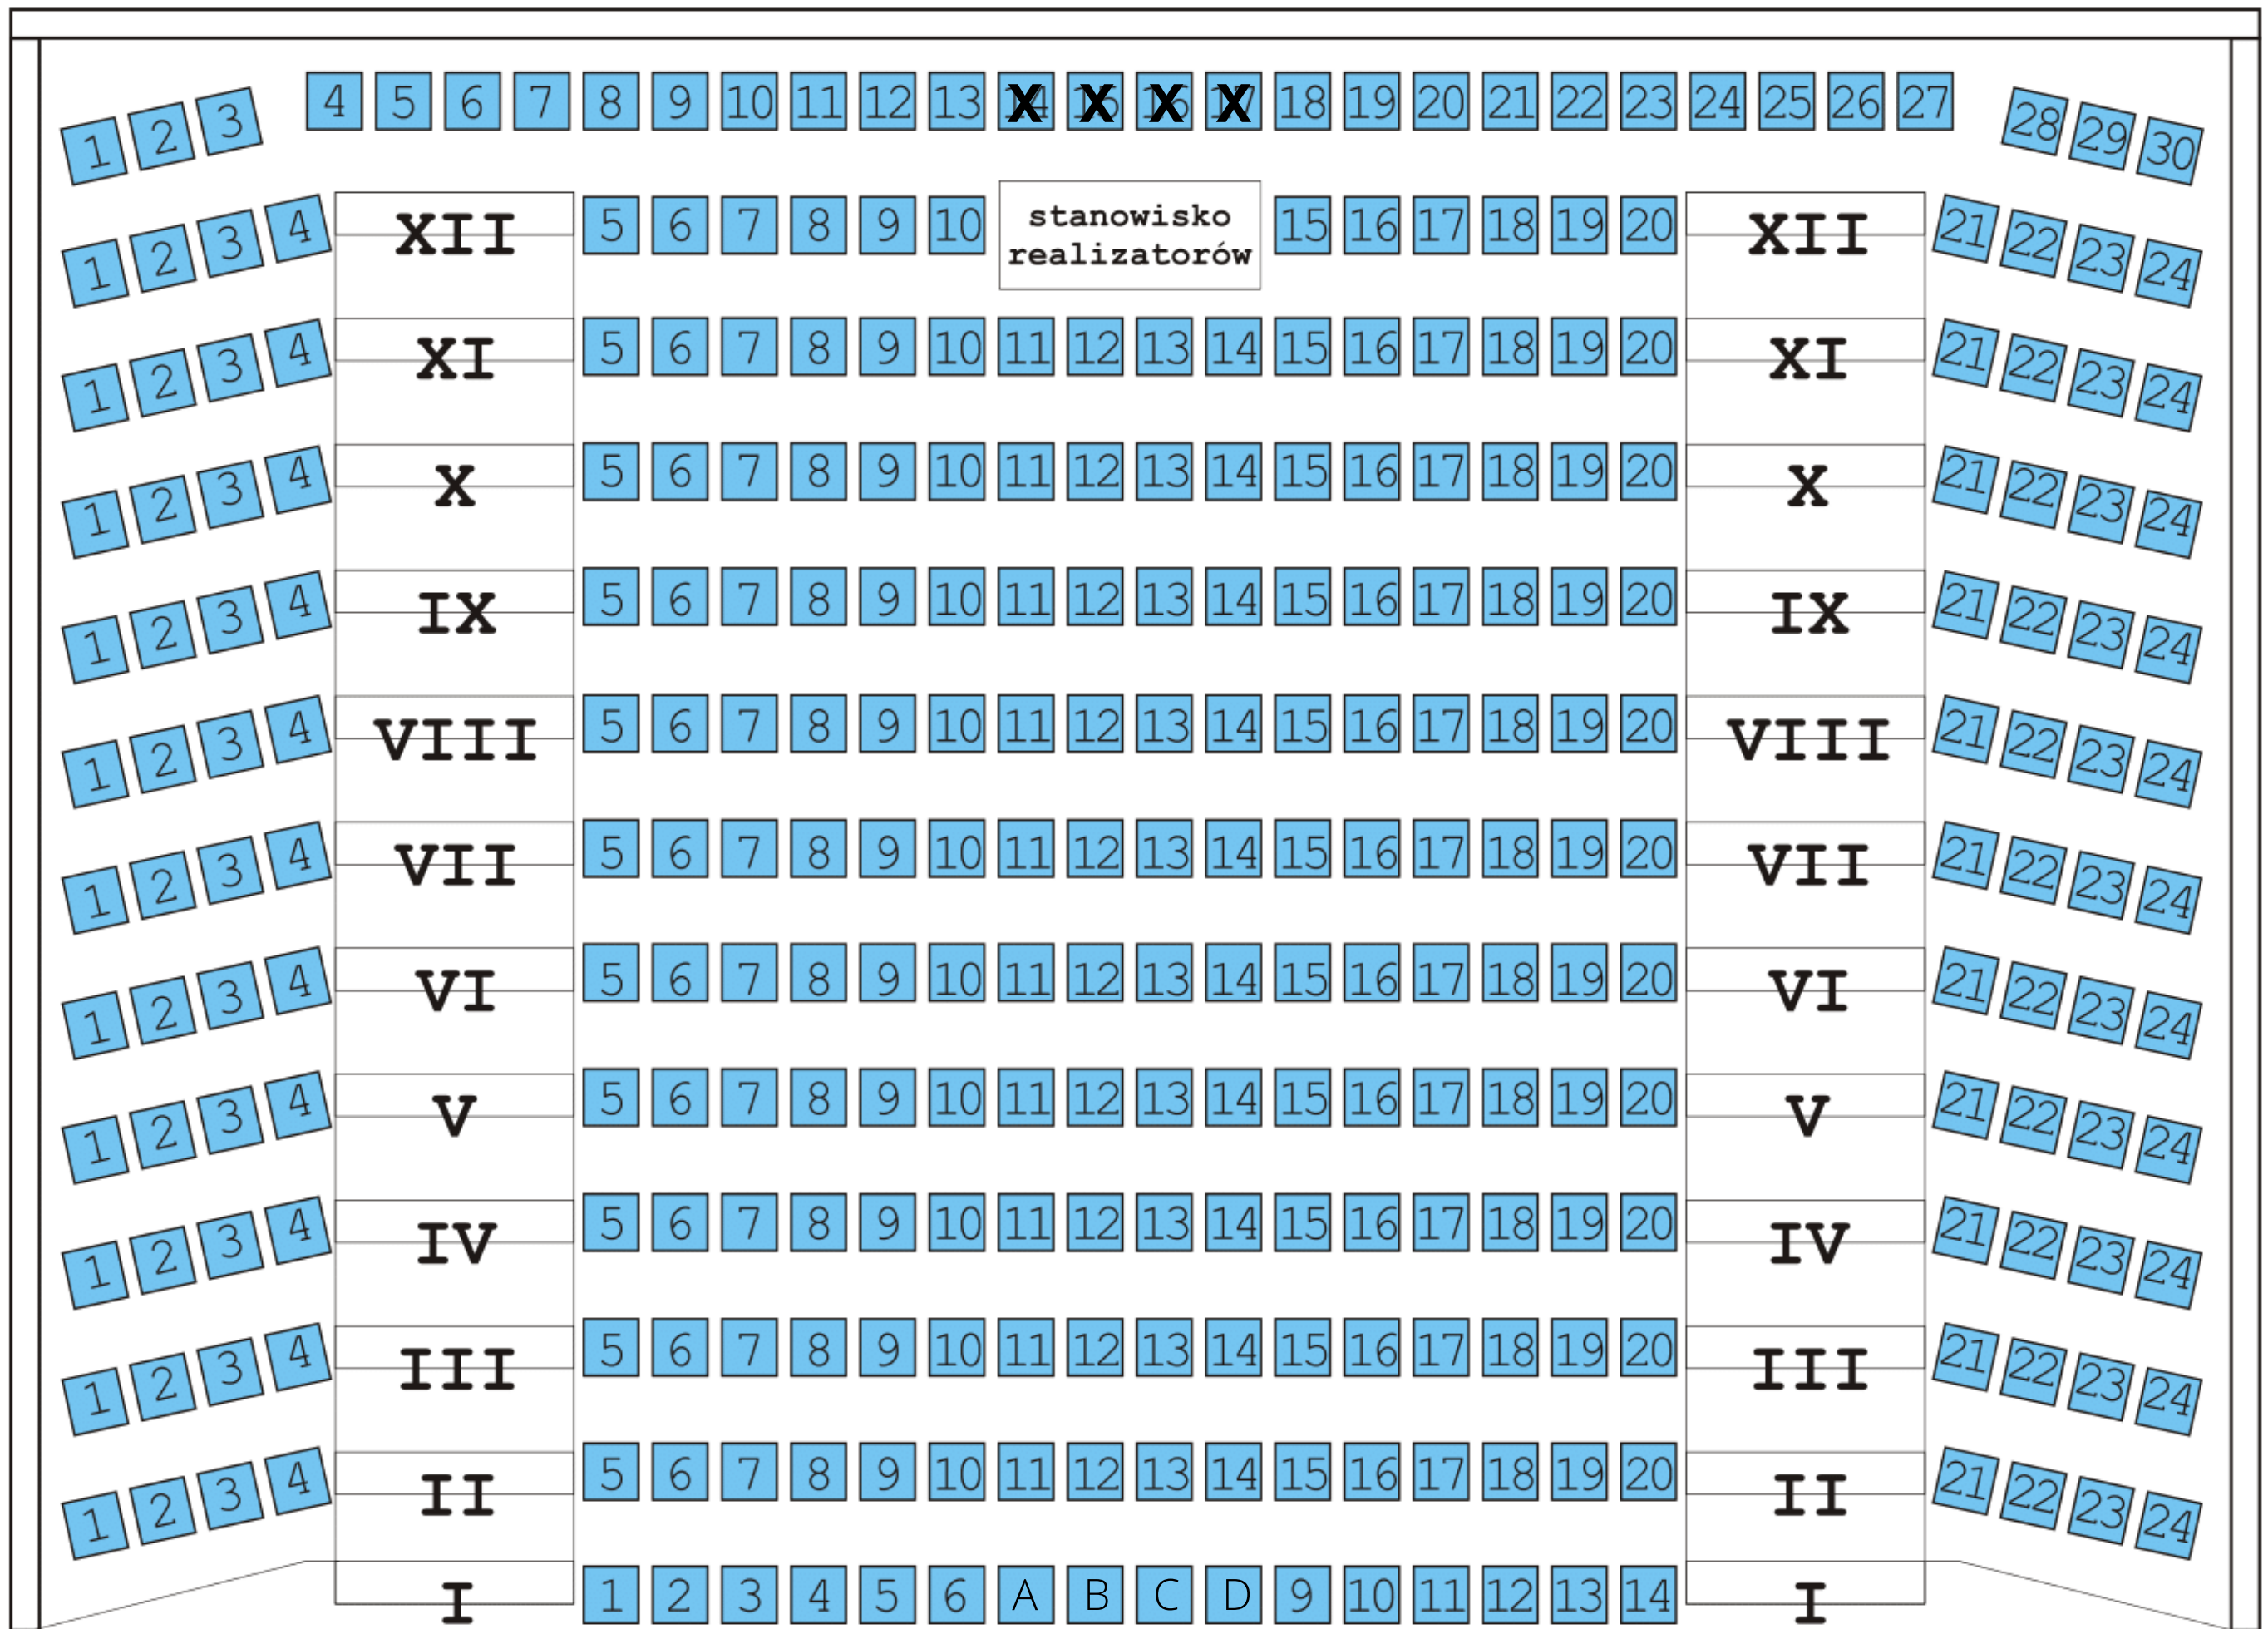 1 2 3 4 5 6 7 8 9 10 11 12 13 X X X X 18 19 20 21 22 23 24 25 26 27 28 29 30
1 2 3 4 XII 5 6 7 8 9 10 stanowisko realizatorów 15 16 17 18 19 20 XII 21 22 23 24
1 2 3 4 XI 5 6 7 8 9 10 11 12 13 14 15 16 17 18 19 20 XI 21 22 23 24
1 2 3 4 X 5 6 7 8 9 10 11 12 13 14 15 16 17 18 19 20 X 21 22 23 24
1 2 3 4 IX 5 6 7 8 9 10 11 12 13 14 15 16 17 18 19 20 IX 21 22 23 24
1 2 3 4 VIII 5 6 7 8 9 10 11 12 13 14 15 16 17 18 19 20 VIII 21 22 23 24
1 2 3 4 VII 5 6 7 8 9 10 11 12 13 14 15 16 17 18 19 20 VII 21 22 23 24
1 2 3 4 VI 5 6 7 8 9 10 11 12 13 14 15 16 17 18 19 20 VI 21 22 23 24
1 2 3 4 V 5 6 7 8 9 10 11 12 13 14 15 16 17 18 19 20 V 21 22 23 24
1 2 3 4 IV 5 6 7 8 9 10 11 12 13 14 15 16 17 18 19 20 IV 21 22 23 24
1 2 3 4 III 5 6 7 8 9 10 11 12 13 14 15 16 17 18 19 20 III 21 22 23 24
1 2 3 4 II 5 6 7 8 9 10 11 12 13 14 15 16 17 18 19 20 II 21 22 23 24
I 1 2 3 4 5 6 A B C D 9 10 11 12 13 14 I